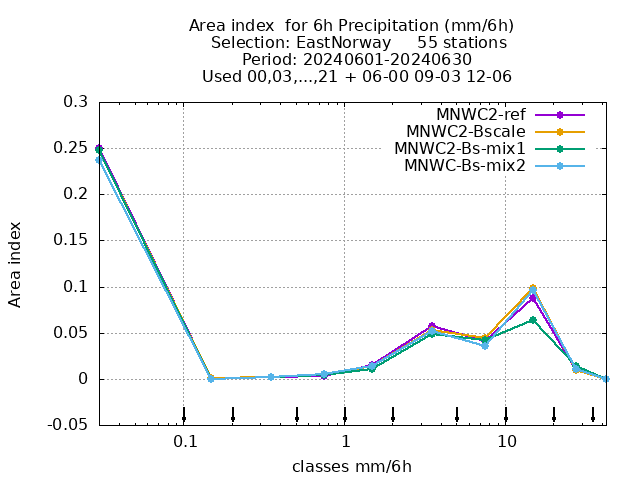 Area index  for 6h Precipitation (mm/6h)
Selection: EastNorway     55 stations
Period: 20240601-20240630
Used 00,03,...,21 + 06-00 09-03 12-06
MNWC2-ref
MNWC2-Bscale
MNWC2-Bs-mix1
MNWC-Bs-mix2
0.3
0.25
0.2
0.15
0.1
0.05
0
-0.05
Area index
0.1
1
10
classes mm/6h